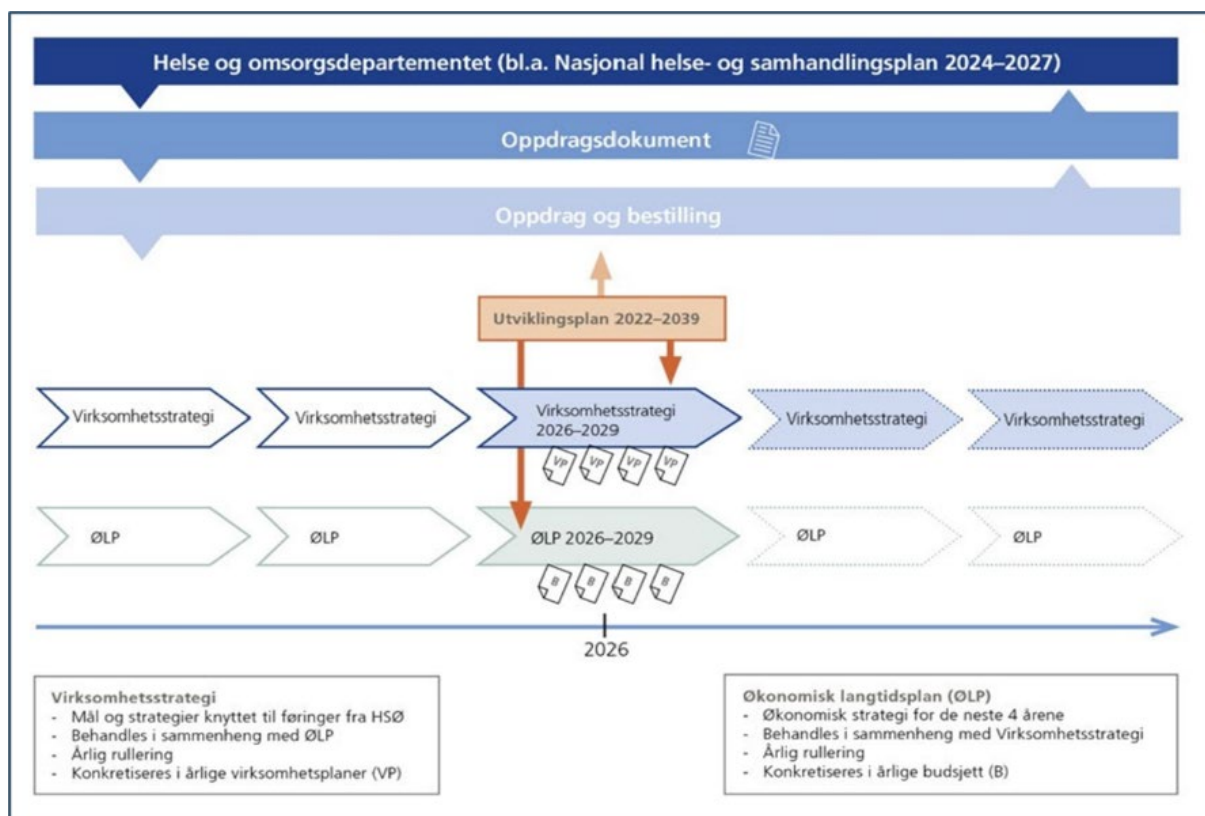 Helse og omsorgsdepartementet (bl.a. Nasjonal helse- og samhandlingsplan 2024–2027)
Oppdragsdokument
Oppdrag og bestilling
Utviklingsplan 2022–2039
Virksomhetsstrategi
Virksomhetsstrategi
Virksomhetsstrategi
2026–2029
Virksomhetsstrategi
Virksomhetsstrategi
VP
VP
VP
VP
ØLP
ØLP
ØLP 2026–2029
ØLP
ØLP
B
B
B
B
2026
Virksomhetsstrategi
- Mål og strategier knyttet til føringer fra HSØ
- Behandles i sammenheng med ØLP
- Årlig rullering
- Konkretiseres i årlige virksomhetsplaner (VP)
Økonomisk langtidsplan (ØLP)
- Økonomisk strategi for de neste 4 årene
- Behandles i sammenheng med Virksomhetsstrategi
- Årlig rullering
- Konkretiseres i årlige budsjett (B)